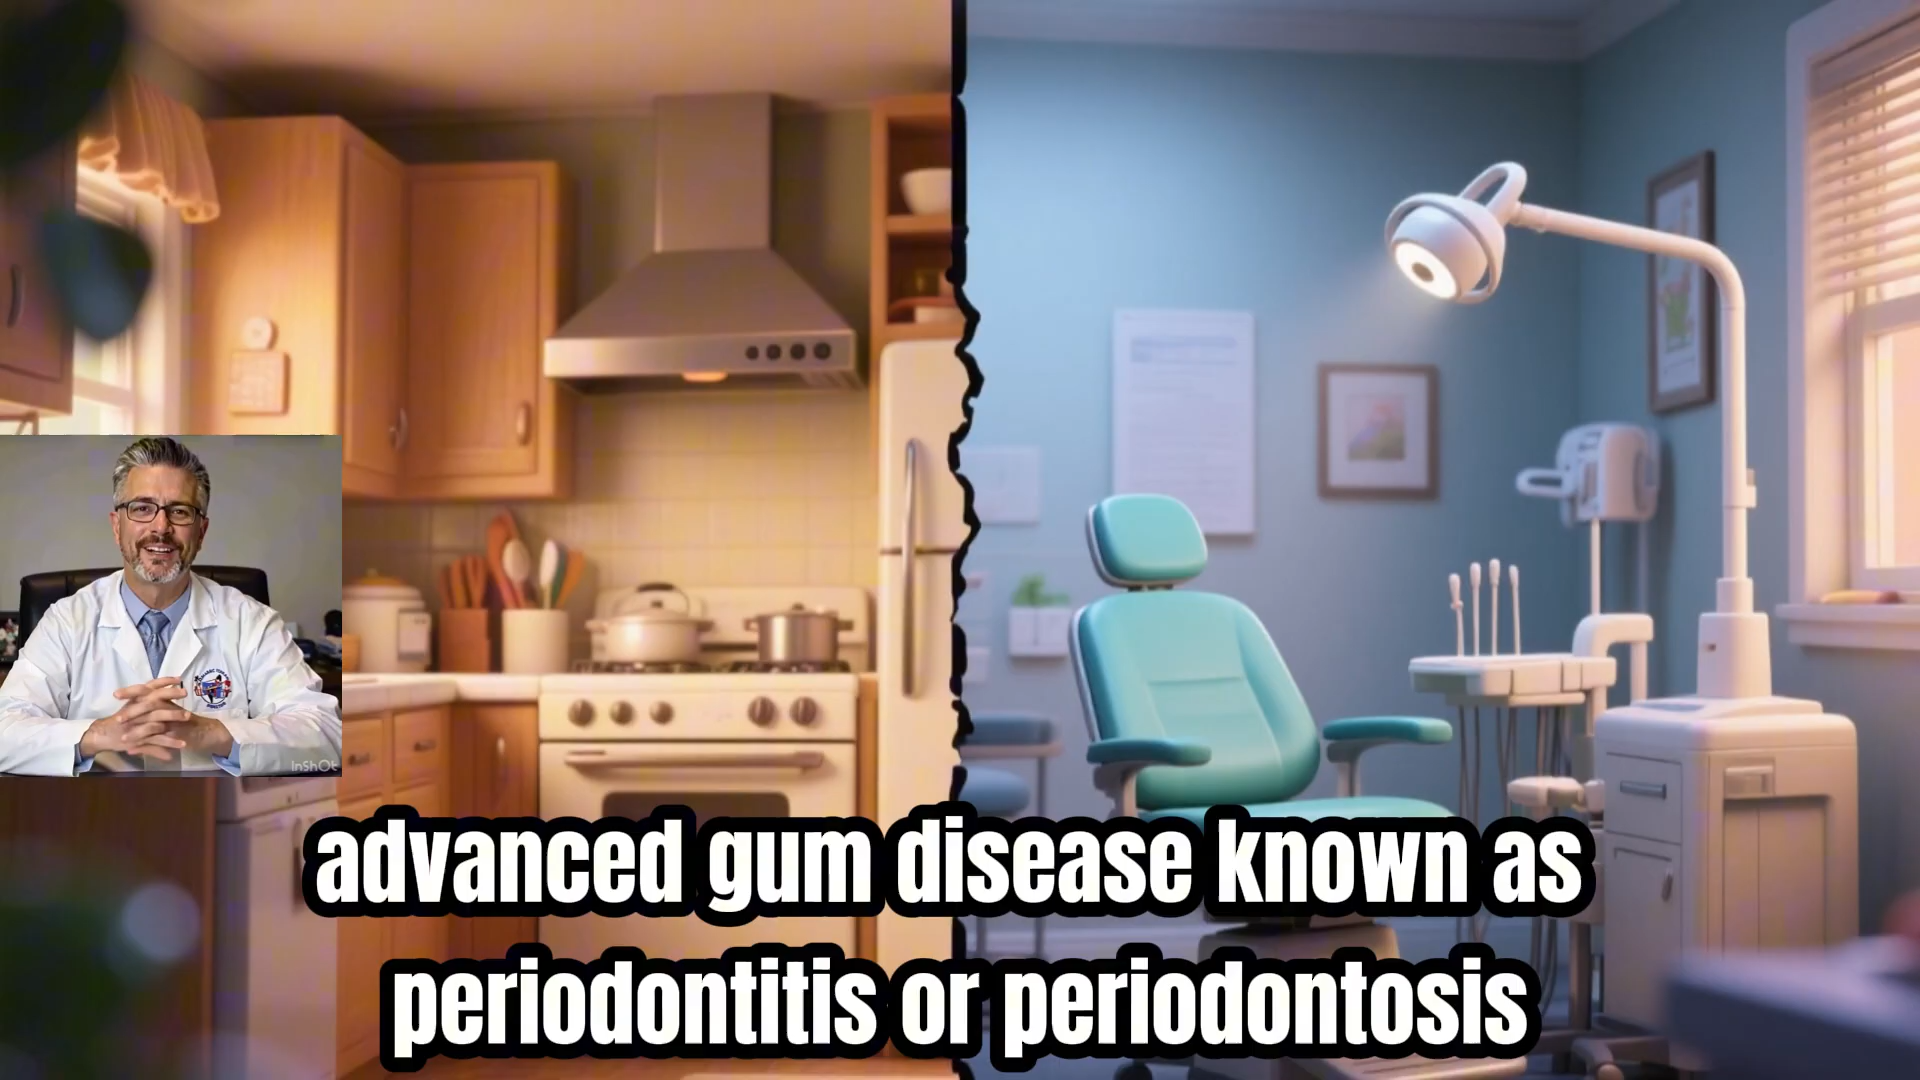 InShOt
advanced gum disease known as
periodontitis or periodontosis